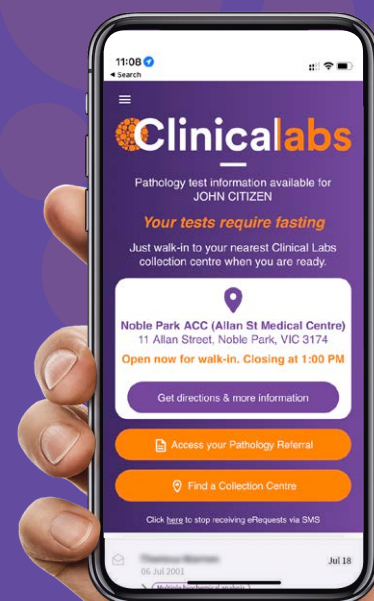 11:08
◀ Search
Clinicalabs
Pathology test information available for
JOHN CITIZEN
Your tests require fasting
Just walk-in to your nearest Clinical Labs
collection centre when you are ready.
Noble Park ACC (Allan St Medical Centre)
11 Allan Street, Noble Park, VIC 3174
Open now for walk-in. Closing at 1:00 PM
Get directions & more information
Access your Pathology Referral
Find a Collection Centre
Click here to stop receiving eRequests via SMS
Jul 18
06 Jul 2001
Multiple biochemical analysis